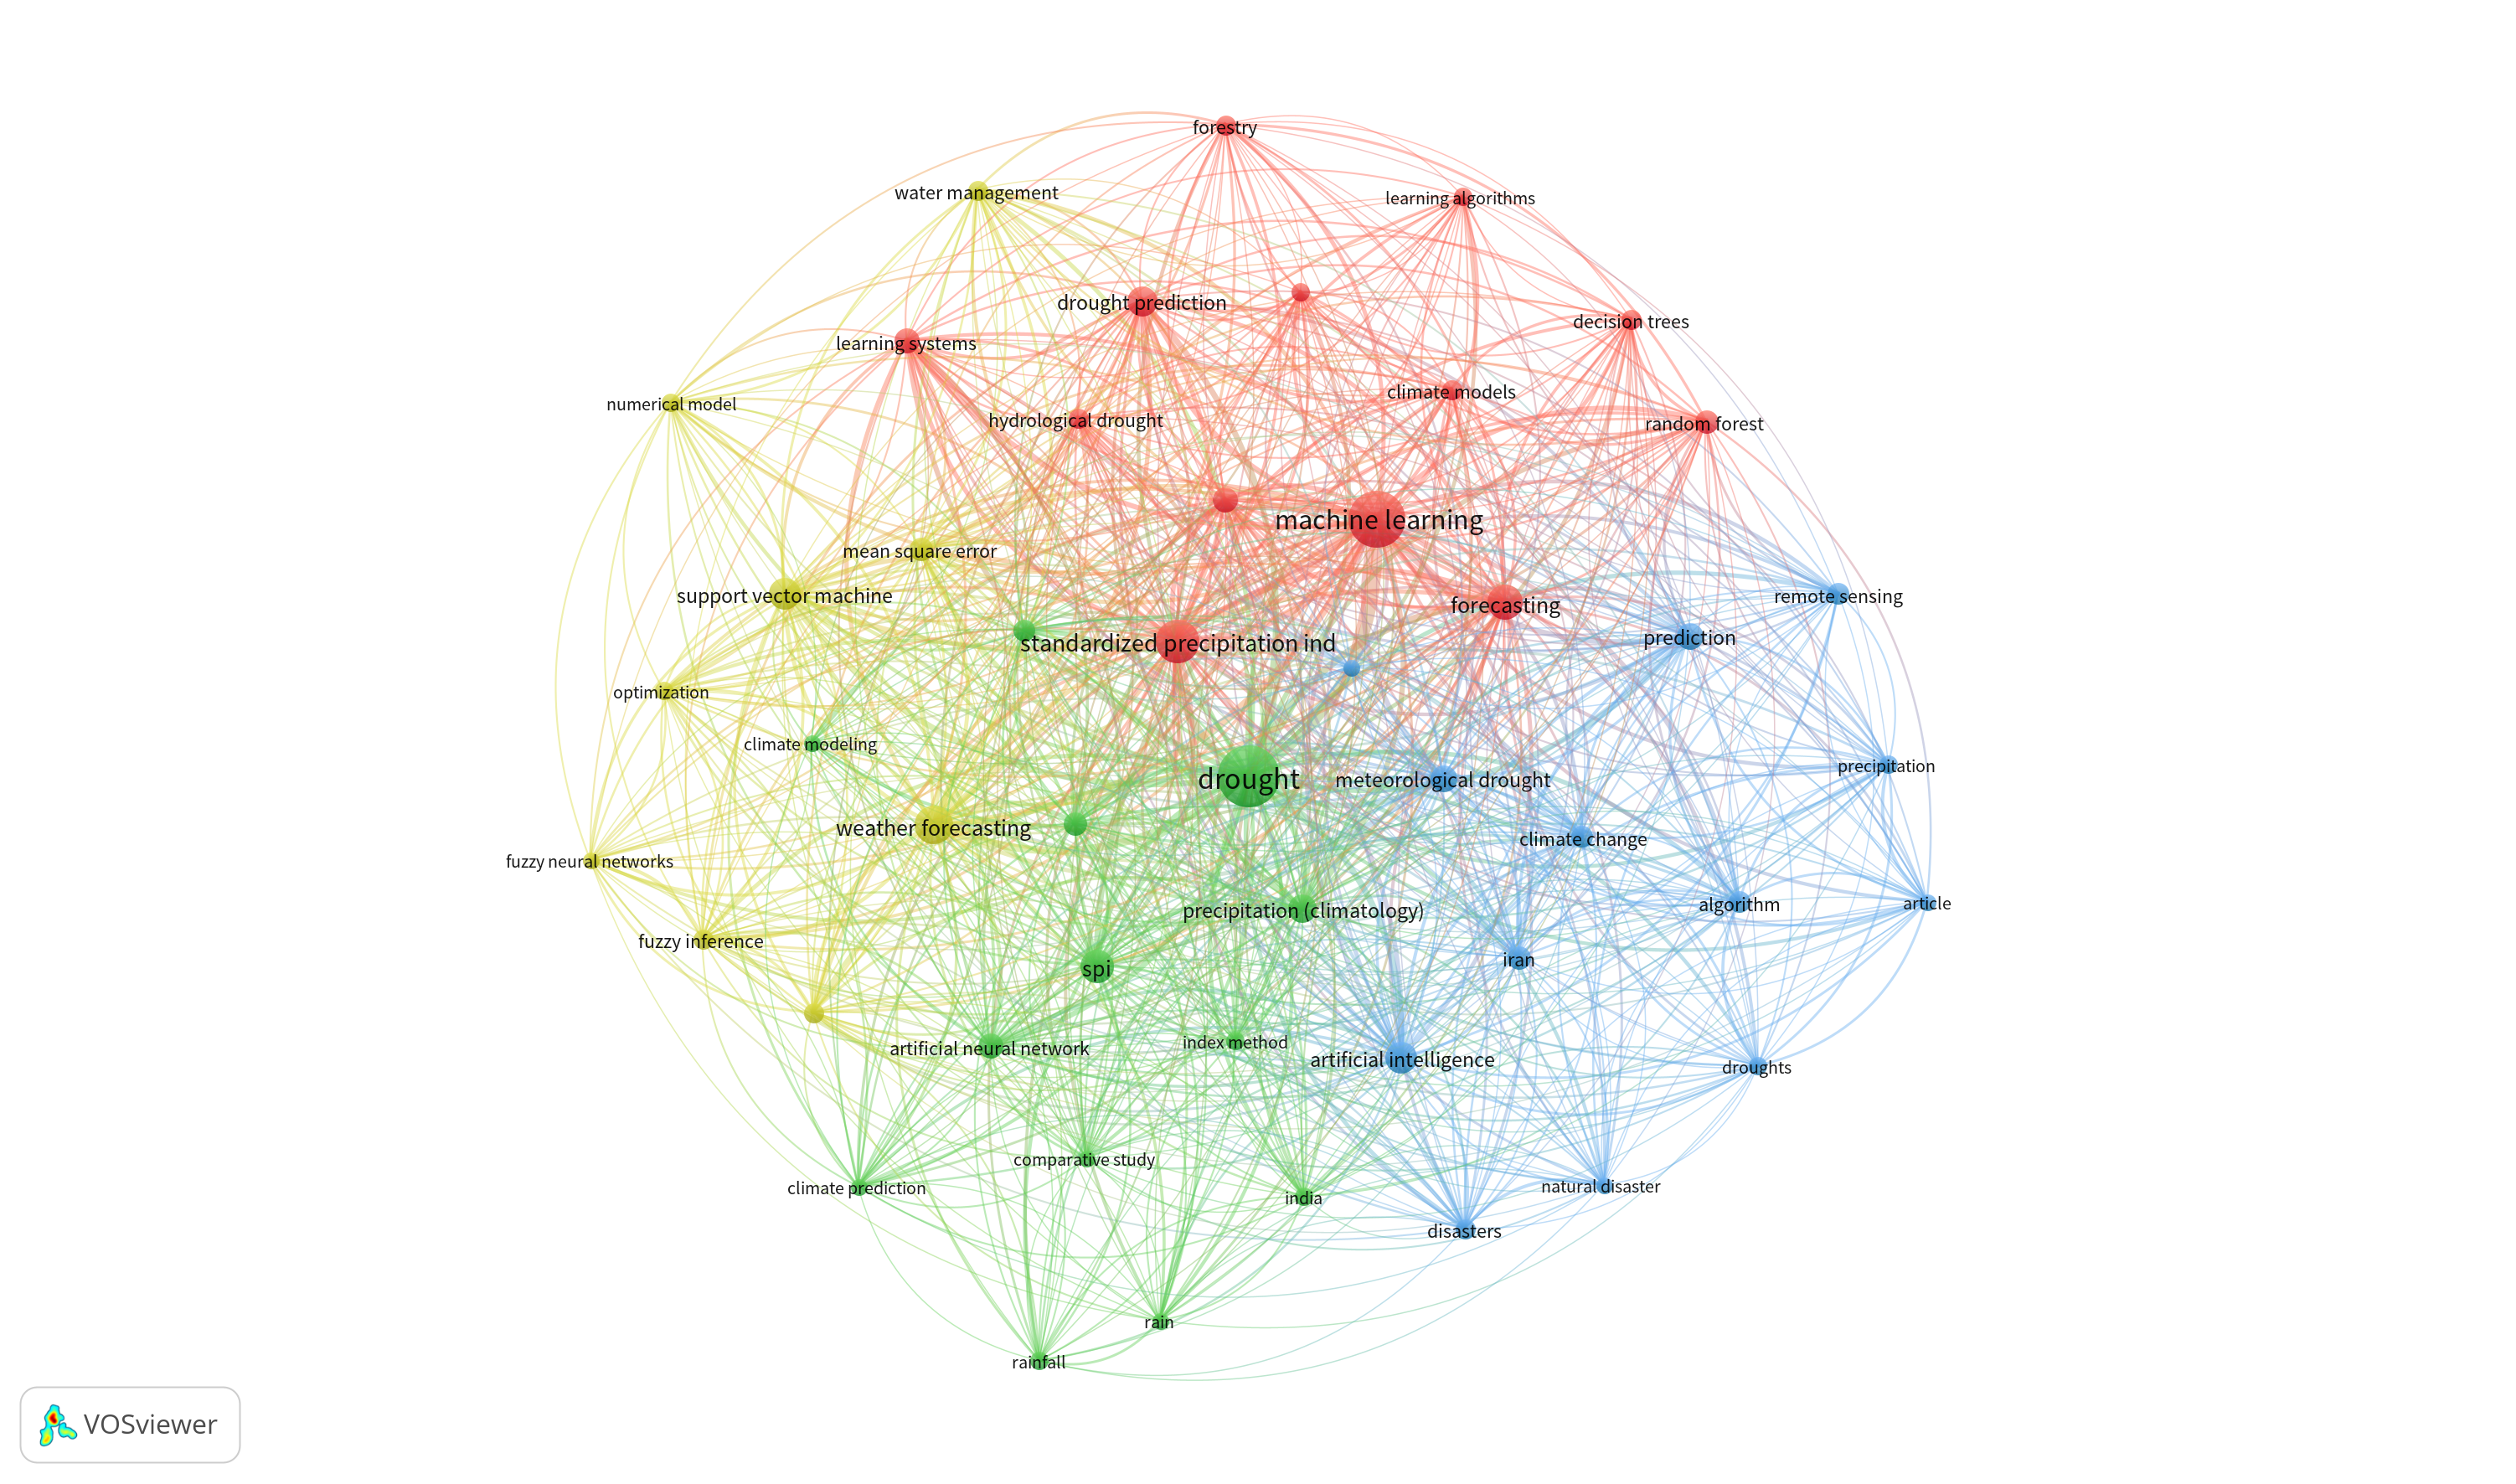 forestry
water management
learning algorithms
drought prediction
decision trees
learning systems
climate models
numerical model
hydrological drought
random forest
machine learning
mean square error
support vector machine
remote sensing
forecasting
prediction
standardized precipitation ind
optimization
climate modeling
precipitation
drought
meteorological drought
weather forecasting
climate change
fuzzy neural networks
article
algorithm
precipitation (climatology)
fuzzy inference
iran
spi
index method
artificial neural network
artificial intelligence
droughts
comparative study
natural disaster
climate prediction
india
disasters
rain
rainfall
VOSviewer